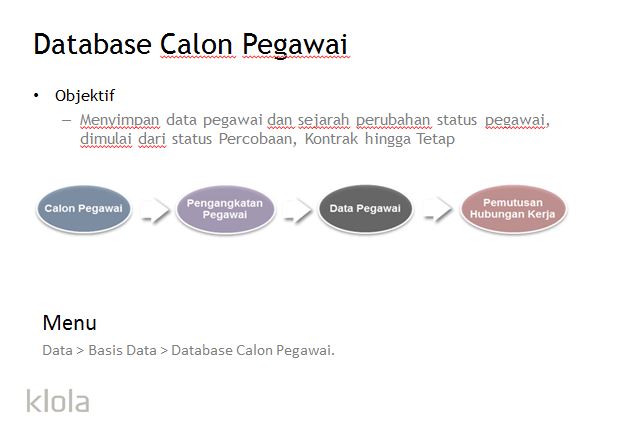 Database Calon Pegawai
• Objektif
– Menyimpan data pegawai dan sejarah perubahan status pegawai,
dimulai dari status Percobaan, Kontrak hingga Tetap
Calon Pegawai
Pengangkatan
Pegawai
Data Pegawai
Pemutusan
Hubungan Kerja
Menu
Data > Basis Data > Database Calon Pegawai.
klola